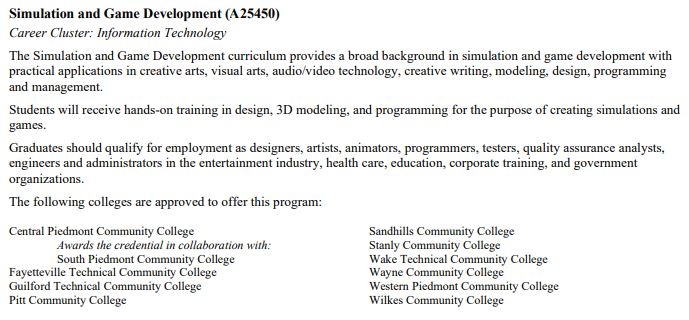 Simulation and Game Development (A25450)
Career Cluster: Information Technology
The Simulation and Game Development curriculum provides a broad background in simulation and game development with
practical applications in creative arts, visual arts, audio/video technology, creative writing, modeling, design, programming
and management.
Students will receive hands-on training in design, 3D modeling, and programming for the purpose of creating simulations and
games.
Graduates should qualify for employment as designers, artists, animators, programmers, testers, quality assurance analysts,
engineers and administrators in the entertainment industry, health care, education, corporate training, and government
organizations.
The following colleges are approved to offer this program:
Central Piedmont Community College
Awards the credential in collaboration with:
South Piedmont Community College
Fayetteville Technical Community College
Guilford Technical Community College
Pitt Community College
Sandhills Community College
Stanly Community College
Wake Technical Community College
Wayne Community College
Western Piedmont Community College
Wilkes Community College